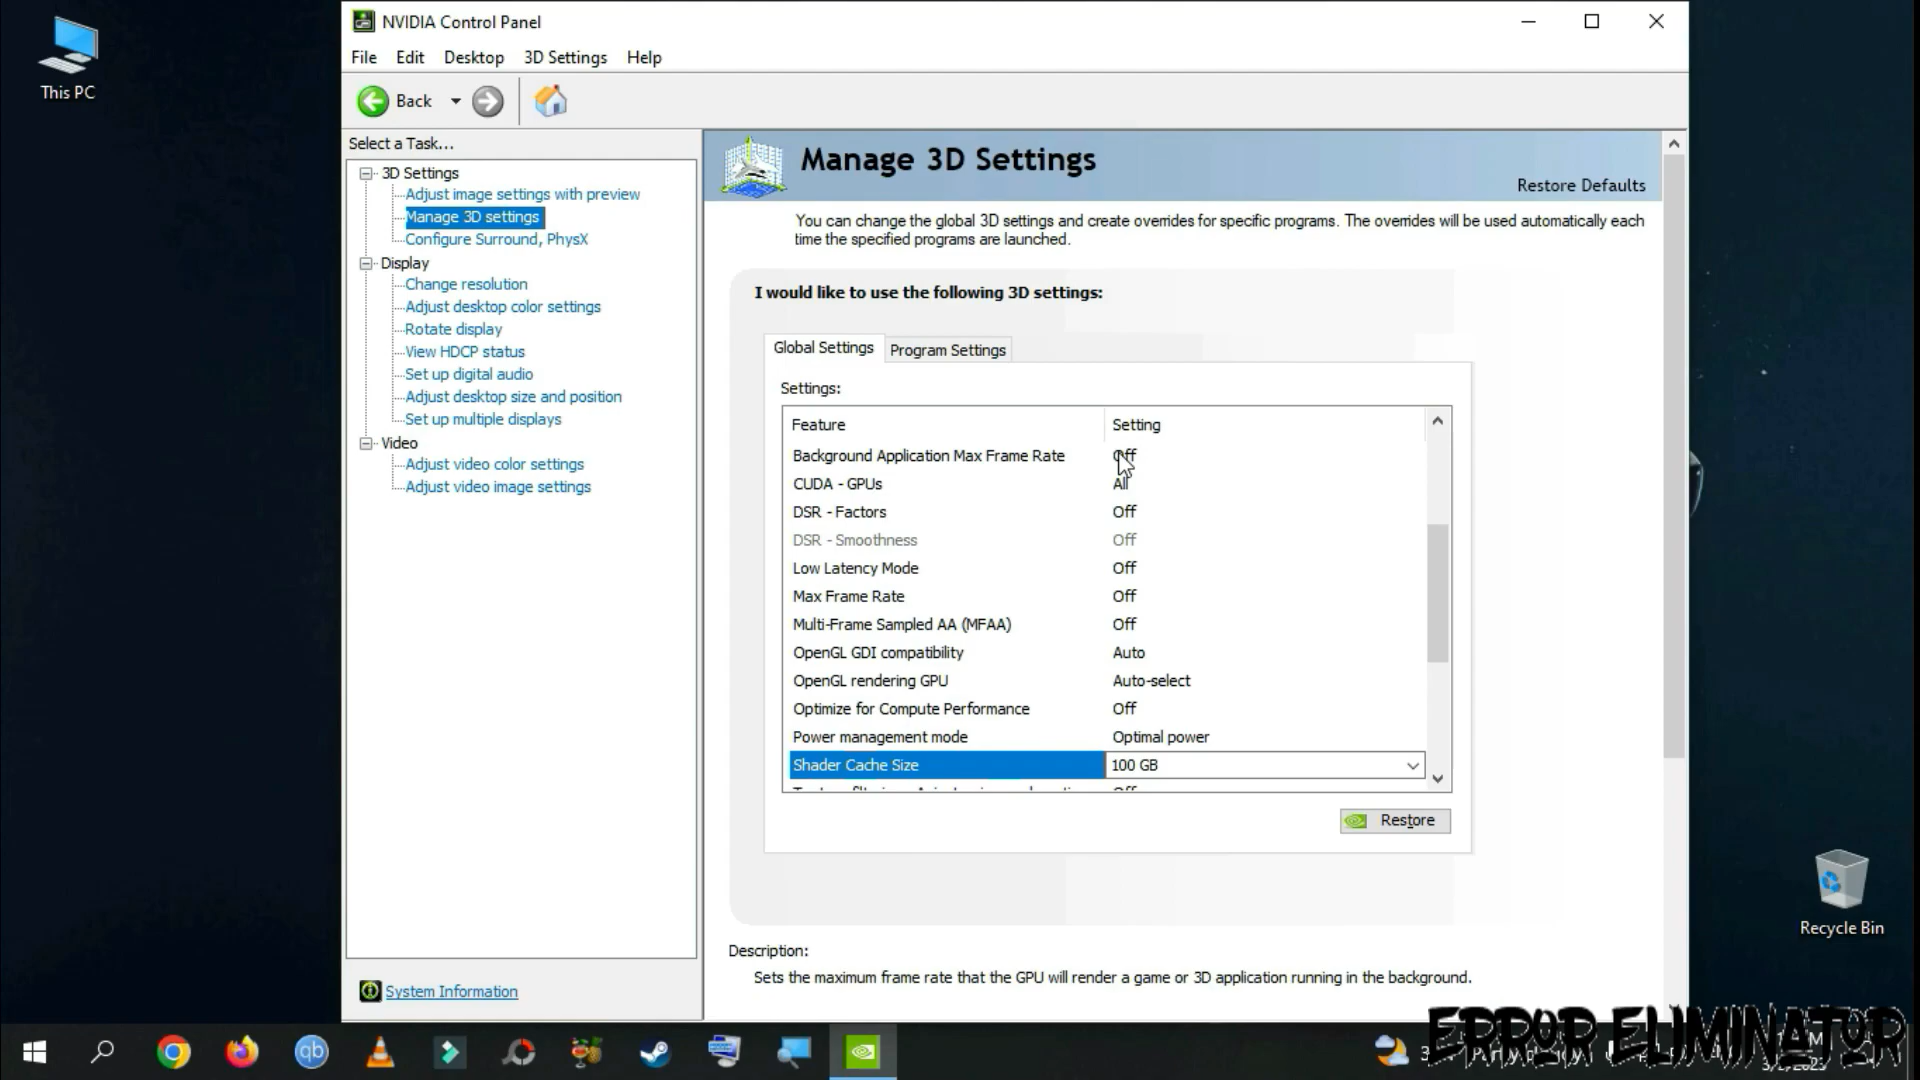 This PC
NVIDIA Control Panel
File Edit Desktop 3D Settings Help
Back
Select a Task...
3D Settings
Adjust image settings with preview
Manage 3D settings
Configure Surround, PhysX
Display
Change resolution
Adjust desktop color settings
Rotate display
View HDCP status
Set up digital audio
Adjust desktop size and position
Set up multiple displays
Video
Adjust video color settings
Adjust video image settings
System Information
Manage 3D Settings
Restore Defaults
You can change the global 3D settings and create overrides for specific programs. The overrides will be used automatically each
time the specified programs are launched.
I would like to use the following 3D settings:
Global Settings Program Settings
Settings:
Feature Setting
Background Application Max Frame Rate Off
CUDA - GPUs All
DSR - Factors Off
DSR - Smoothness Off
Low Latency Mode Off
Max Frame Rate Off
Multi-Frame Sampled AA (MFAA) Off
OpenGL GDI compatibility Auto
OpenGL rendering GPU Auto-select
Optimize for Compute Performance Off
Power management mode Optimal power
Shader Cache Size 100 GB
Restore
Description:
Sets the maximum frame rate that the GPU will render a game or 3D application running in the background.
Recycle Bin
qb
ERROR ELIMINATOR